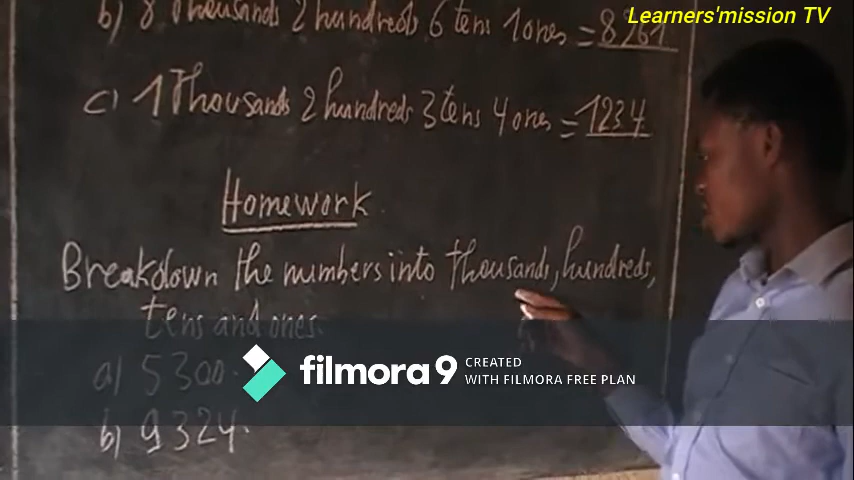 Learners'mission TV
b) 8 Thousands 2 hundreds 6 tens 1 ones = 8261
c) 1 Thousands 2 hundreds 3 tens 4 ones = 1234
Homework
Breakdown the numbers into thousands, hundreds,
tens and ones.
a) 5300.
b) 9324.
filmora9
CREATED
WITH FILMORA FREE PLAN